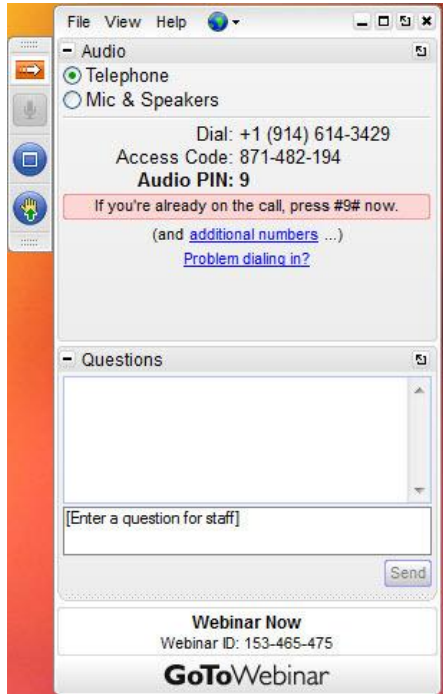 File View Help
Audio
Telephone
Mic & Speakers
Dial: +1 (914) 614-3429
Access Code: 871-482-194
Audio PIN: 9
If you're already on the call, press #9# now.
(and additional numbers ...)
Problem dialing in?
Questions
[Enter a question for staff]
Send
Webinar Now
Webinar ID: 153-465-475
GoToWebinar